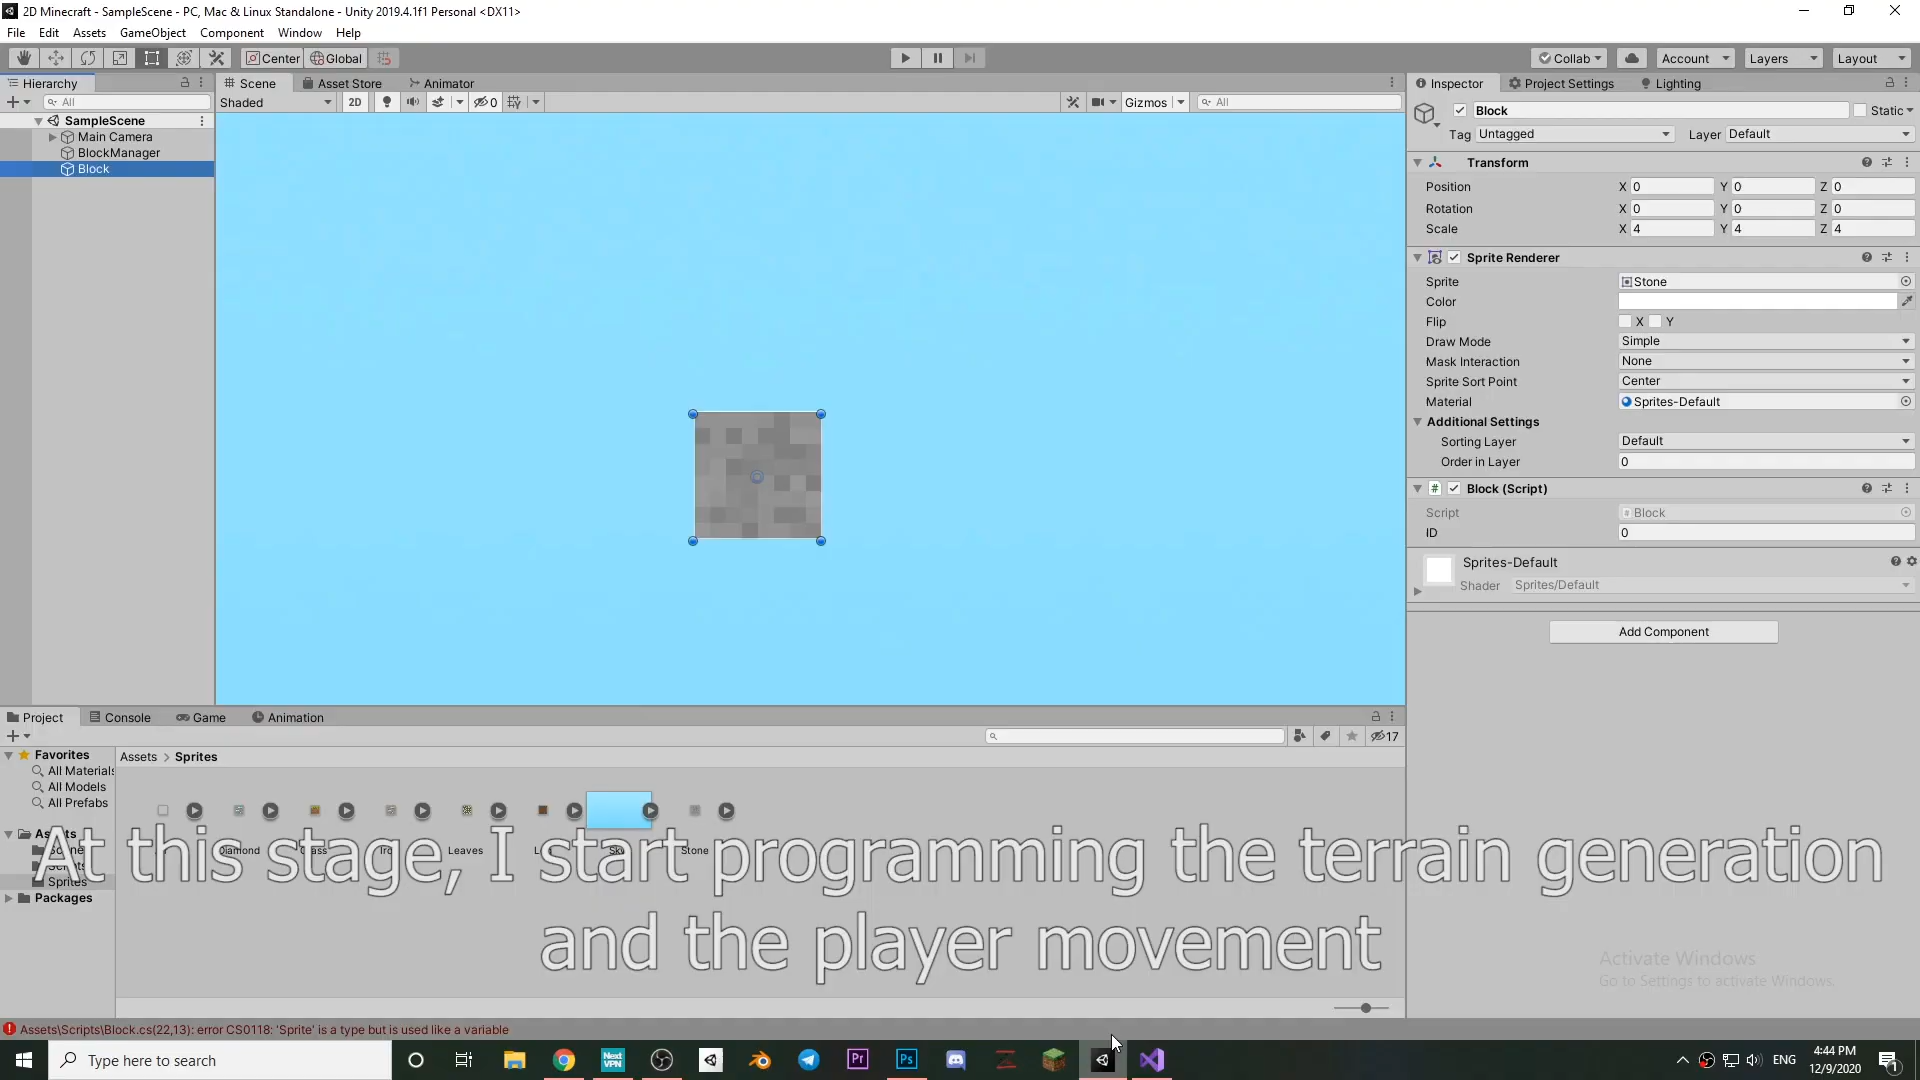 2D Minecraft - SampleScene - PC, Mac & Linux Standalone - Unity 2019.4.1f1 Personal <DX11>
File Edit Assets GameObject Component Window Help
Center Global
Collab Account Layers Layout
Hierarchy
All
SampleScene
Main Camera
BlockManager
Block
Scene Asset Store Animator
Shaded 2D 0 Gizmos All
Inspector Project Settings Lighting
Block Static
Tag Untagged Layer Default
Transform
Position X 0 Y 0 Z 0
Rotation X 0 Y 0 Z 0
Scale X 4 Y 4 Z 4
Sprite Renderer
Sprite Stone
Color
Flip X Y
Draw Mode Simple
Mask Interaction None
Sprite Sort Point Center
Material Sprites-Default
Additional Settings
Sorting Layer Default
Order in Layer 0
Block (Script)
Script Block
ID 0
Sprites-Default
Shader Sprites/Default
Add Component
Project Console Game Animation
17
Favorites
All Materials
All Models
All Prefabs
Assets
Sprites
Packages
Assets > Sprites
Diamond Leaves Stone
At this stage, I start programming the terrain generation
and the player movement
Activate Windows
Go to Settings to activate Windows.
Assets\Scripts\Block.cs(22,13): error CS0118: 'Sprite' is a type but is used like a variable
Type here to search
Next
VPN
Pr
Ps
ENG
4:44 PM
12/9/2020
1